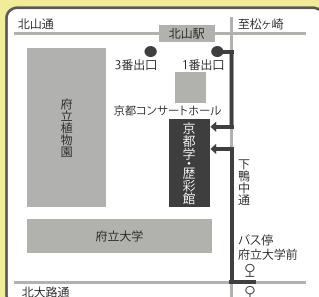 北山通
北山駅
至松ヶ崎
3番出口
1番出口
京都コンサートホール
府立植物園
京都学・歴彩館
下鴨中通
府立大学
バス停
府立大学前
北大路通